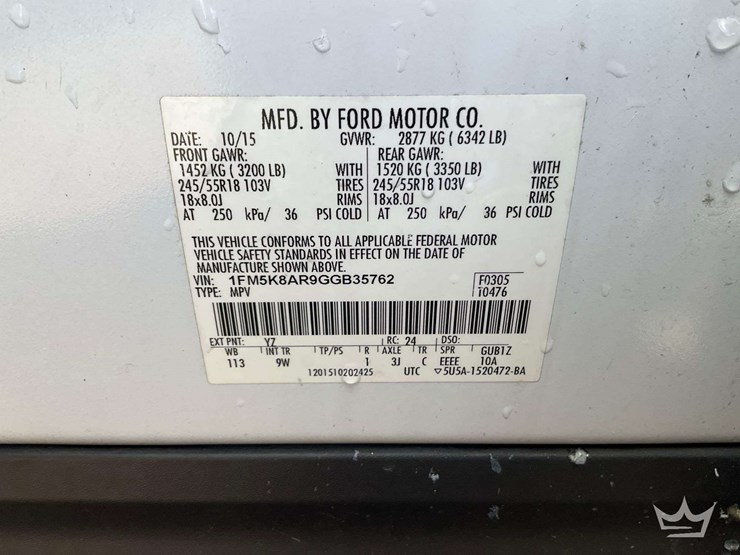 MFD. BY FORD MOTOR CO.
DATE: 10/15 GVWR: 2877 KG ( 6342 LB)
FRONT GAWR: REAR GAWR:
1452 KG ( 3200 LB) WITH 1520 KG ( 3350 LB) WITH
245/55R18 103V TIRES 245/55R18 103V TIRES
18x8.0J RIMS 18x8.0J RIMS
AT 250 kPa/ 36 PSI COLD AT 250 kPa/ 36 PSI COLD
THIS VEHICLE CONFORMS TO ALL APPLICABLE FEDERAL MOTOR
VEHICLE SAFETY STANDARDS IN EFFECT ON THE DATE OF
MANUFACTURE SHOWN ABOVE.
VIN: 1FM5K8AR9GGB35762 F0305
TYPE: MPV T0476
EXT PNT: YZ RC: 24 DSO:
WB INT TR TP/PS R AXLE TR SPR GUB1Z
113 9W 1 3J C EEEE 10A
1201510202425 UTC ▽5U5A-1520472-BA